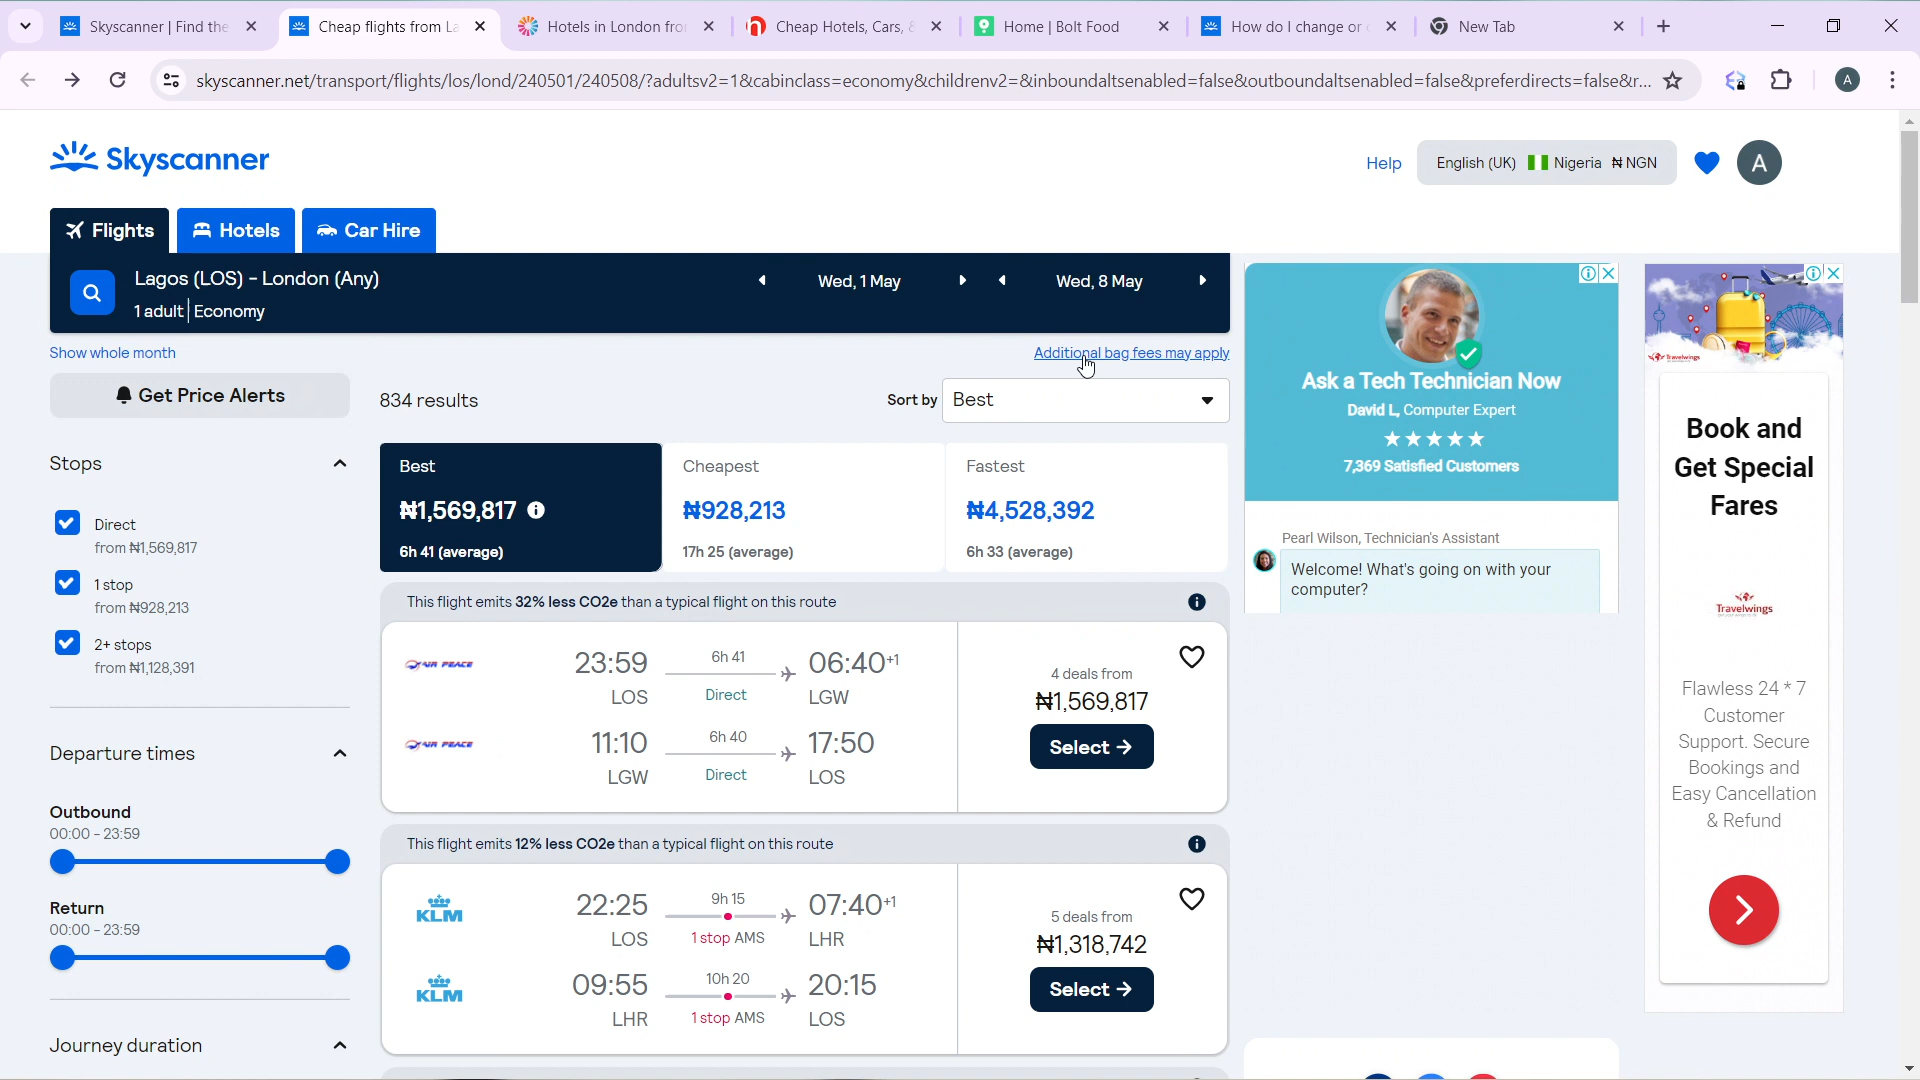 Skyscanner | Find the
Cheap flights from La
Hotels in London fro
Cheap Hotels, Cars, &
Home | Bolt Food
How do I change or c
New Tab
skyscanner.net/transport/flights/los/lond/240501/240508/?adultsv2=1&cabinclass=economy&childrenv2=&inboundaltsenabled=false&outboundaltsenabled=false&preferdirects=false&r...
A
Skyscanner
Help
English (UK) Nigeria ₦ NGN
A
Flights
Hotels
Car Hire
Lagos (LOS) - London (Any)
1 adult | Economy
Wed, 1 May
Wed, 8 May
Show whole month
Additional bag fees may apply
Get Price Alerts
834 results
Sort by
Best
Stops
Direct
from ₦1,569,817
1 stop
from ₦928,213
2+ stops
from ₦1,128,391
Departure times
Outbound
00:00 - 23:59
Return
00:00 - 23:59
Journey duration
Best
₦1,569,817
6h 41 (average)
Cheapest
₦928,213
17h 25 (average)
Fastest
₦4,528,392
6h 33 (average)
This flight emits 32% less CO2e than a typical flight on this route
AIR PEACE
23:59
LOS
6h 41
Direct
06:40+1
LGW
AIR PEACE
11:10
LGW
6h 40
Direct
17:50
LOS
4 deals from
₦1,569,817
Select →
This flight emits 12% less CO2e than a typical flight on this route
KLM
22:25
LOS
9h 15
1 stop AMS
07:40+1
LHR
KLM
09:55
LHR
10h 20
1 stop AMS
20:15
LOS
5 deals from
₦1,318,742
Select →
Ask a Tech Technician Now
David L, Computer Expert
7,369 Satisfied Customers
Pearl Wilson, Technician's Assistant
Welcome! What's going on with your
computer?
Travelwings
Book and
Get Special
Fares
Travelwings
Flawless 24 * 7
Customer
Support. Secure
Bookings and
Easy Cancellation
& Refund